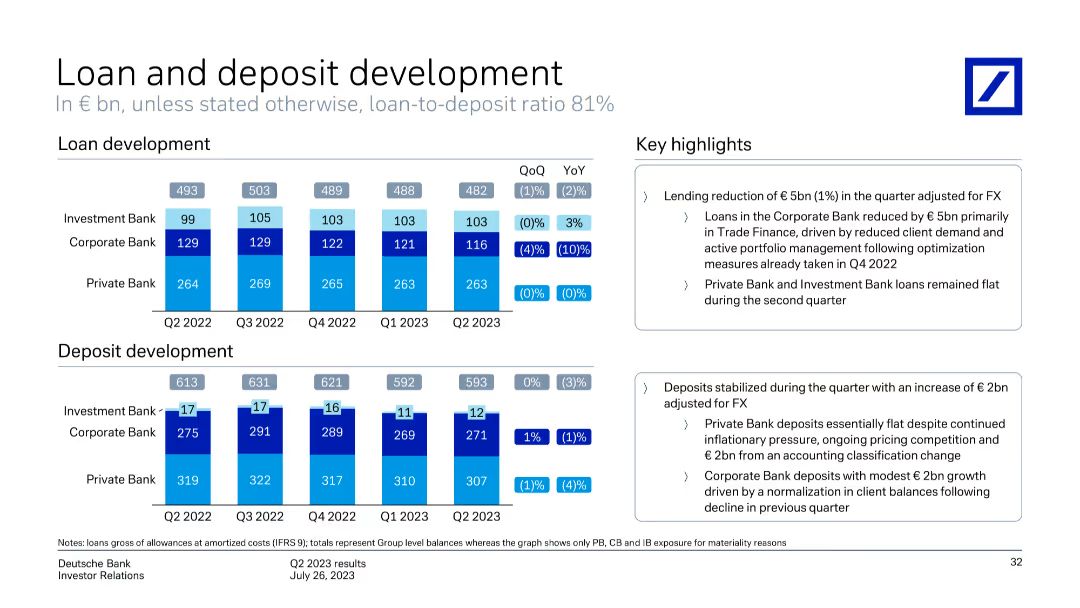 Loan and deposit development
In € bn, unless stated otherwise, loan-to-deposit ratio 81%
Loan development
QoQ YoY
493 503 489 488 482 (1)% (2)%
Investment Bank 99 105 103 103 103 (0)% 3%
Corporate Bank 129 129 122 121 116 (4)% (10)%
Private Bank 264 269 265 263 263 (0)% (0)%
Q2 2022 Q3 2022 Q4 2022 Q1 2023 Q2 2023
Deposit development
613 631 621 592 593 0% (3)%
Investment Bank 17 17 16 11 12
Corporate Bank 275 291 289 269 271 1% (1)%
Private Bank 319 322 317 310 307 (1)% (4)%
Q2 2022 Q3 2022 Q4 2022 Q1 2023 Q2 2023
Key highlights
〉 Lending reduction of € 5bn (1%) in the quarter adjusted for FX
〉 Loans in the Corporate Bank reduced by € 5bn primarily
in Trade Finance, driven by reduced client demand and
active portfolio management following optimization
measures already taken in Q4 2022
〉 Private Bank and Investment Bank loans remained flat
during the second quarter
〉 Deposits stabilized during the quarter with an increase of € 2bn
adjusted for FX
〉 Private Bank deposits essentially flat despite continued
inflationary pressure, ongoing pricing competition and
€ 2bn from an accounting classification change
〉 Corporate Bank deposits with modest € 2bn growth
driven by a normalization in client balances following
decline in previous quarter
Notes: loans gross of allowances at amortized costs (IFRS 9); totals represent Group level balances whereas the graph shows only PB, CB and IB exposure for materiality reasons
Deutsche Bank Q2 2023 results 32
Investor Relations July 26, 2023